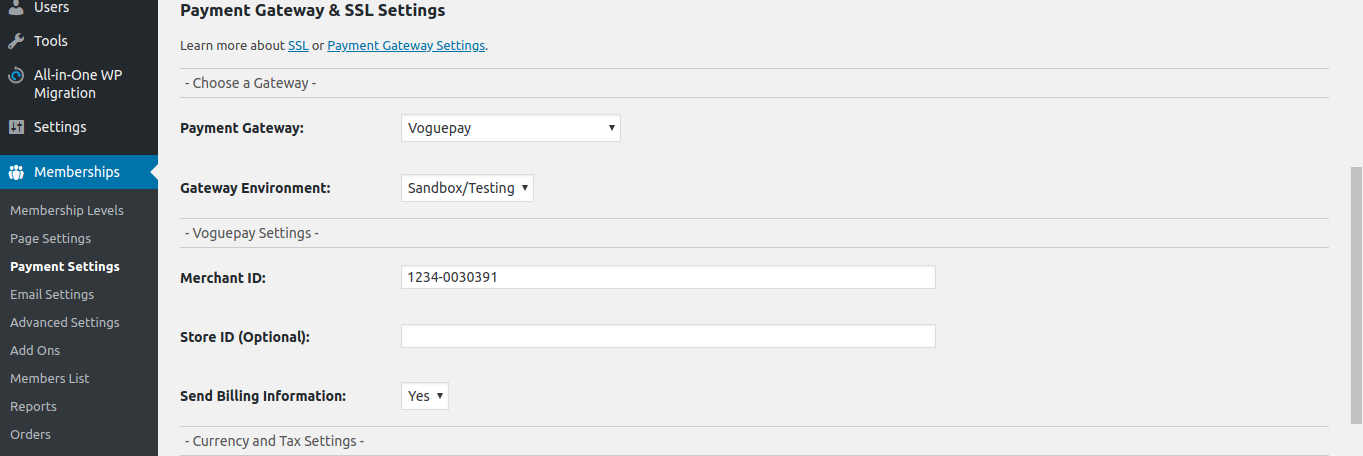 Users
Tools
All-in-One WP
Migration
Settings
Memberships
Membership Levels
Page Settings
Payment Settings
Email Settings
Advanced Settings
Add Ons
Members List
Reports
Orders
Payment Gateway & SSL Settings
Learn more about SSL or Payment Gateway Settings.
- Choose a Gateway -
Payment Gateway: Voguepay
Gateway Environment: Sandbox/Testing
- Voguepay Settings -
Merchant ID: 1234-0030391
Store ID (Optional):
Send Billing Information: Yes
- Currency and Tax Settings -